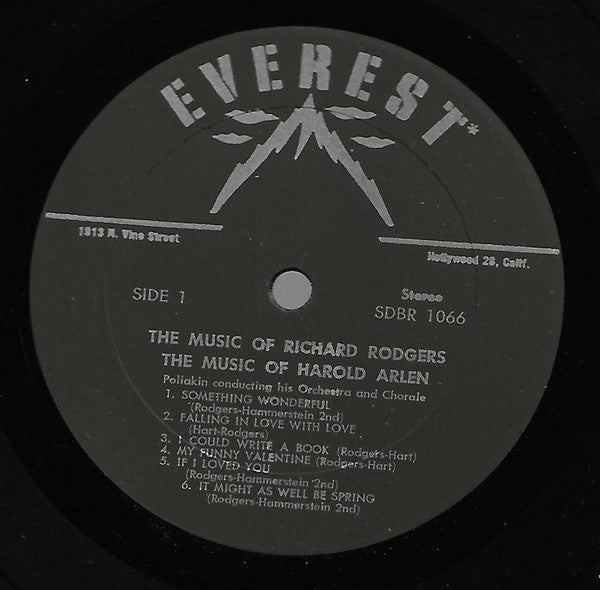 EVEREST*
1313 N. Vine Street
Hollywood 28, Calif.
SIDE 1
Stereo
SDBR 1066
THE MUSIC OF RICHARD RODGERS
THE MUSIC OF HAROLD ARLEN
Poliakin conducting his Orchestra and Chorale
1. SOMETHING WONDERFUL
(Rodgers-Hammerstein 2nd)
2. FALLING IN LOVE WITH LOVE
(Hart-Rodgers)
3. I COULD WRITE A BOOK (Rodgers-Hart)
4. MY FUNNY VALENTINE (Rodgers-Hart)
5. IF I LOVED YOU
(Rodgers-Hammerstein 2nd)
6. IT MIGHT AS WELL BE SPRING
(Rodgers-Hammerstein 2nd)